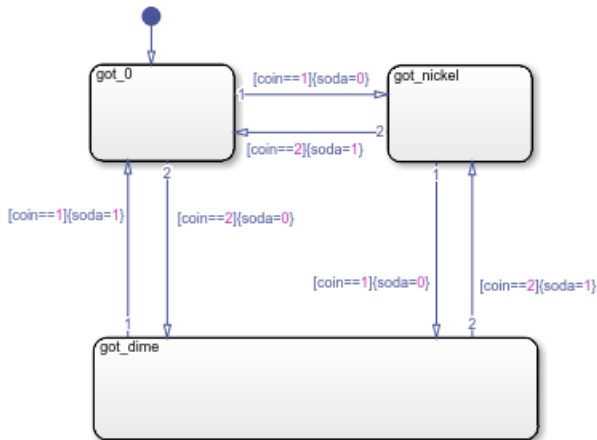 got_0
got_nickel
[coin==1]{soda=0}
1
2
[coin==2]{soda=1}
2
1
[coin==1]{soda=1}
[coin==2]{soda=0}
[coin==1]{soda=0}
[coin==2]{soda=1}
1
2
got_dime